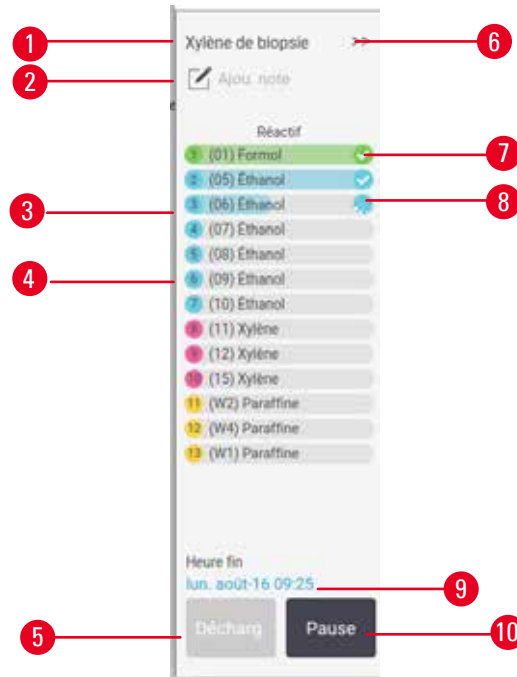 1 Xylène de biopsie >> 6
2 Ajou. note
e
Réactif
1 (01) Formol 7
2 (05) Éthanol
3 3 (06) Éthanol 8
4 (07) Éthanol
5 (08) Éthanol
4 6 (09) Éthanol
7 (10) Éthanol
8 (11) Xylène
9 (12) Xylène
10 (15) Xylène
11 (W2) Paraffine
12 (W4) Paraffine
13 (W1) Paraffine
Heure fin
lun. août-16 09:25 9
5 Décharg Pause 10